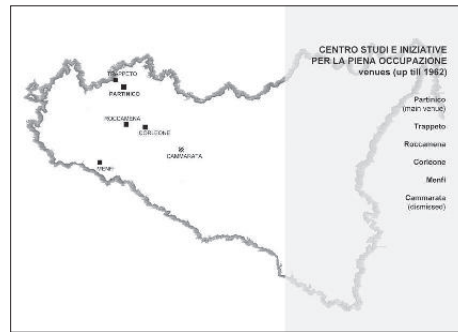 TRAPPETO
PARTINICO
ROCCAMENA
CORLEONE
CAMMARATA
MENFI
CENTRO STUDI E INIZIATIVE
PER LA PIENA OCCUPAZIONE
venues (up till 1962)
Partinico
(main venue)
Trappeto
Roccamena
Corleone
Menfi
Cammarata
(dismissed)